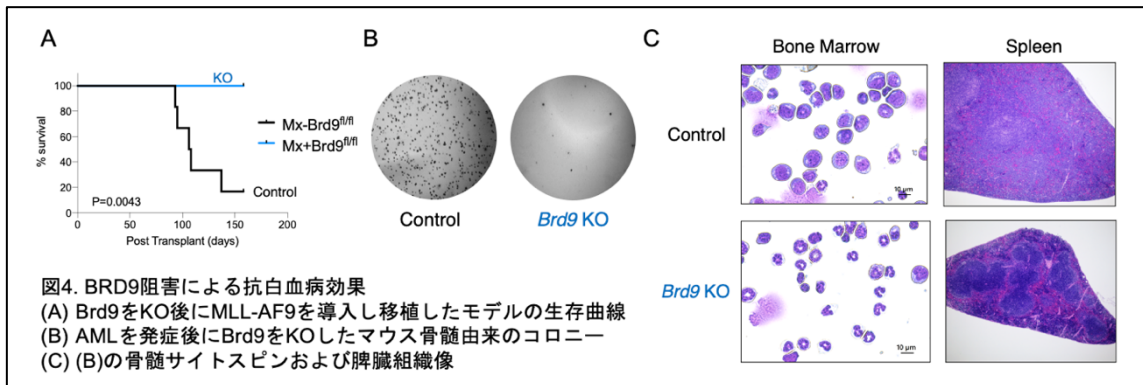 A
KO
% survival
100
80
60
40
20
0
P=0.0043
0
50
100
150
200
Post Transplant (days)
Mx-Brd9fl/fl
Mx+Brd9fl/fl
Control
B
Control
Brd9 KO
C
Bone Marrow
Spleen
Control
10 μm
Brd9 KO
10 μm
図4. BRD9阻害による抗白血病効果
(A) Brd9をKO後にMLL-AF9を導入し移植したモデルの生存曲線
(B) AMLを発症後にBrd9をKOしたマウス骨髄由来のコロニー
(C) (B)の骨髄サイトスピンおよび脾臓組織像